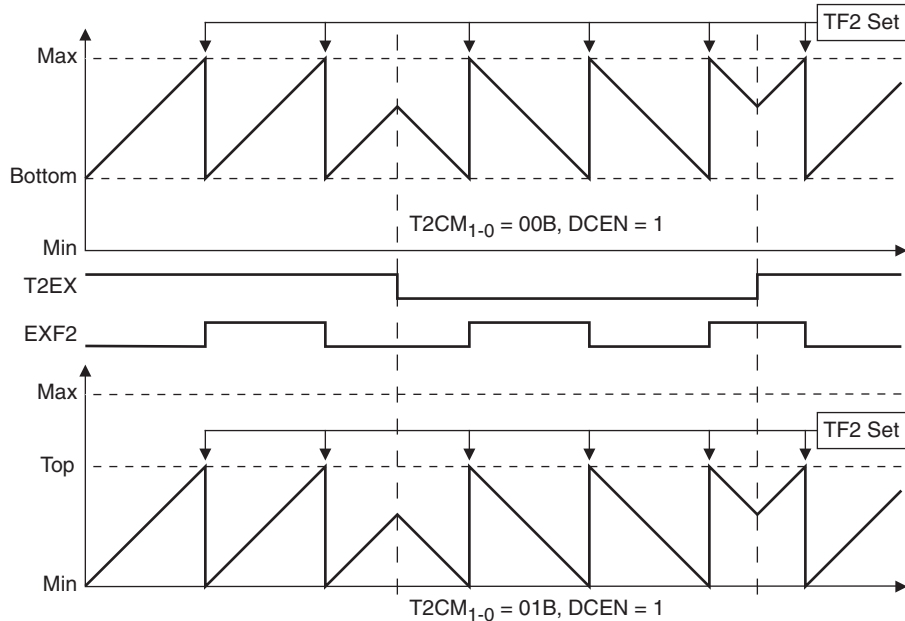 TF2 Set
Max
Bottom
T2CM1-0 = 00B, DCEN = 1
Min
T2EX
EXF2
Max
TF2 Set
Top
Min
T2CM1-0 = 01B, DCEN = 1